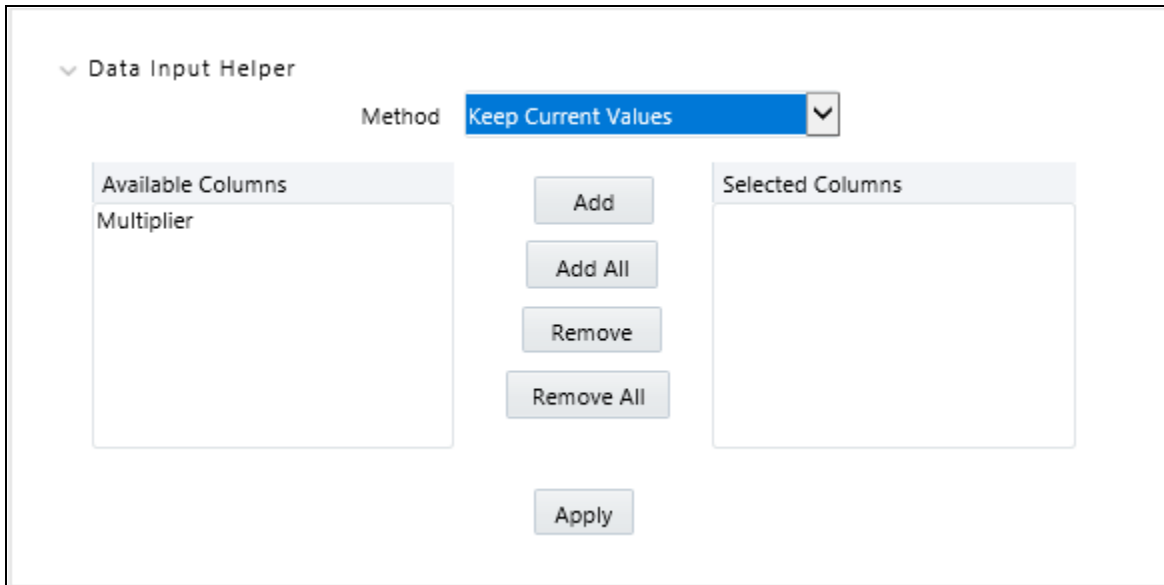 Data Input Helper
Method Keep Current Values
Available Columns
Multiplier
Add
Add All
Remove
Remove All
Selected Columns
Apply